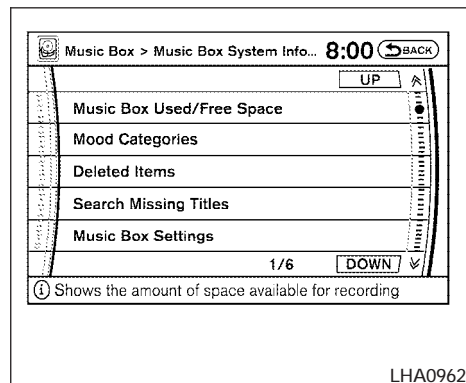 Music Box > Music Box System Info... 8:00 BACK
UP
Music Box Used/Free Space
Mood Categories
Deleted Items
Search Missing Titles
Music Box Settings
1/6 DOWN
i Shows the amount of space available for recording
LHA0962